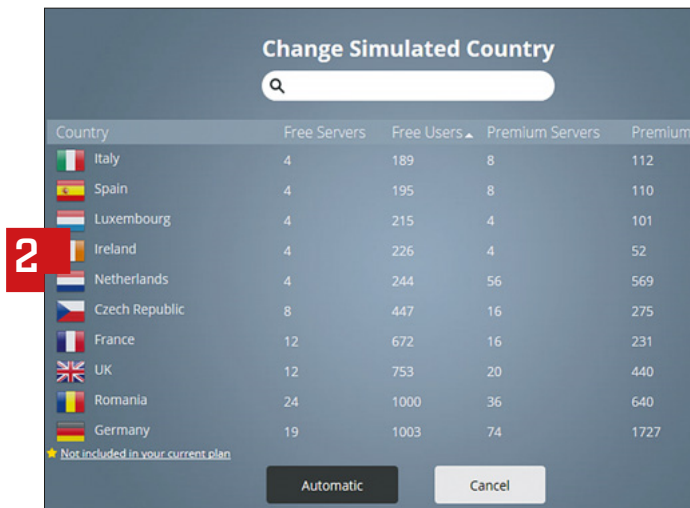 Change Simulated Country
Country Free Servers Free Users Premium Servers Premium
Italy 4 189 8 112
Spain 4 195 8 110
Luxembourg 4 215 4 101
2
Ireland 4 226 4 52
Netherlands 4 244 56 569
Czech Republic 8 447 16 275
France 12 672 16 231
UK 12 753 20 440
Romania 24 1000 36 640
Germany 19 1003 74 1727
Not included in your current plan
Automatic Cancel